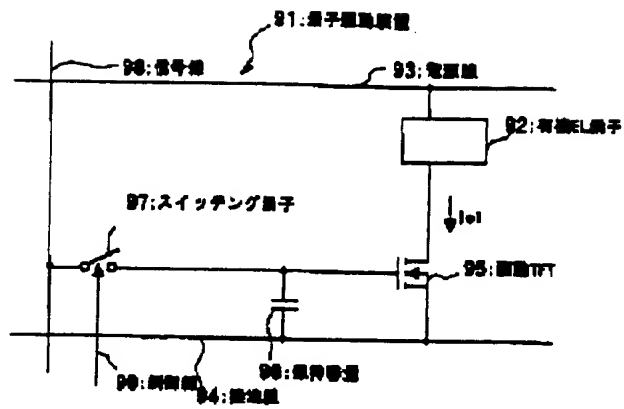 91:素子駆動装置
98:信号線
93:電源線
92:有機EL素子
97:スイッチング素子
Iel
95:駆動TFT
96:保持容量
99:制御線
94:接地線